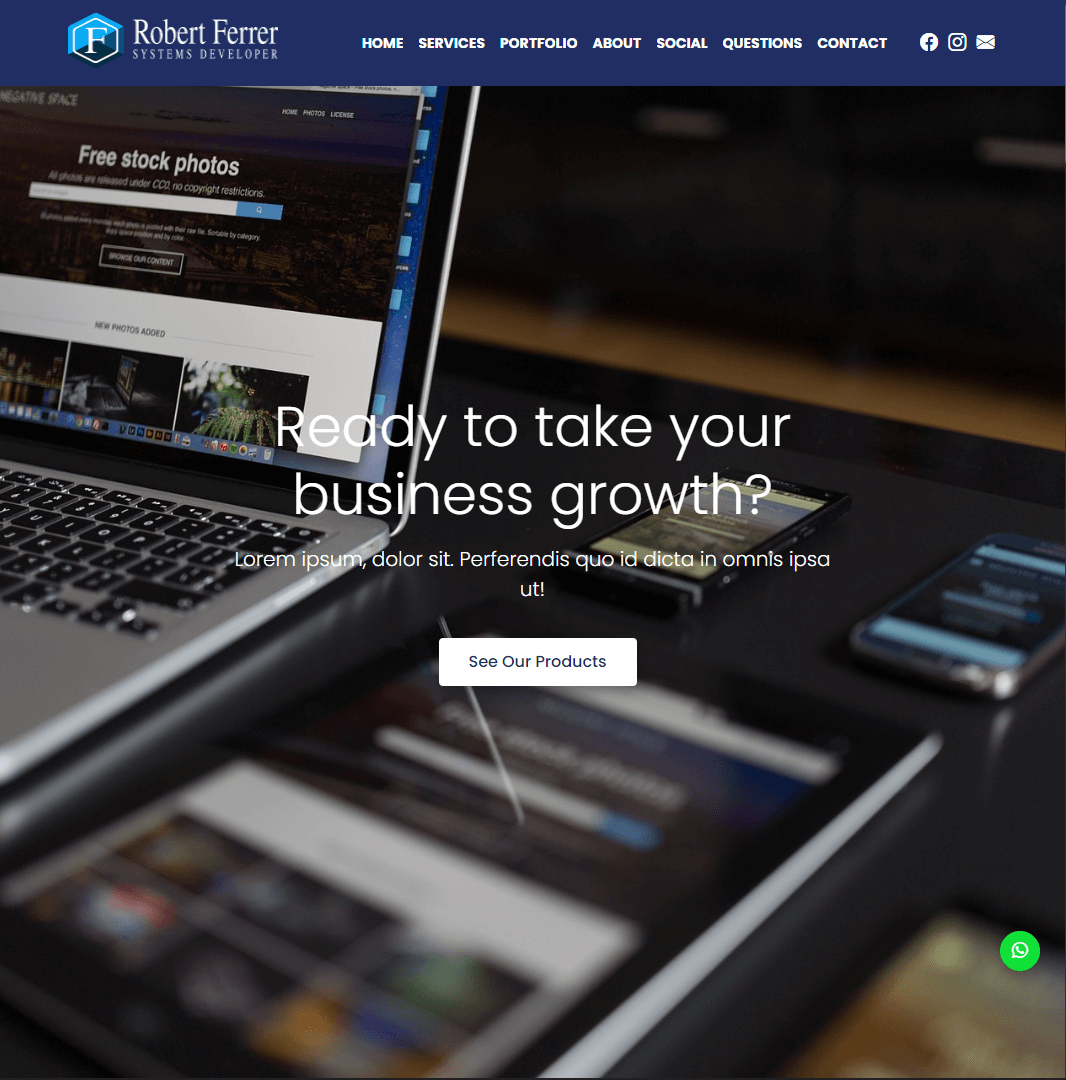 F
Robert Ferrer
SYSTEMS DEVELOPER
HOME SERVICES PORTFOLIO ABOUT SOCIAL QUESTIONS CONTACT
NEGATIVE SPACE
HOME PHOTOS LICENSE
Free stock photos
All photos are released under CC0, no copyright restrictions.
BROWSE OUR CONTENT
NEW PHOTOS ADDED
Ready to take your
business growth?
Lorem ipsum, dolor sit. Perferendis quo id dicta in omnis ipsa
ut!
See Our Products